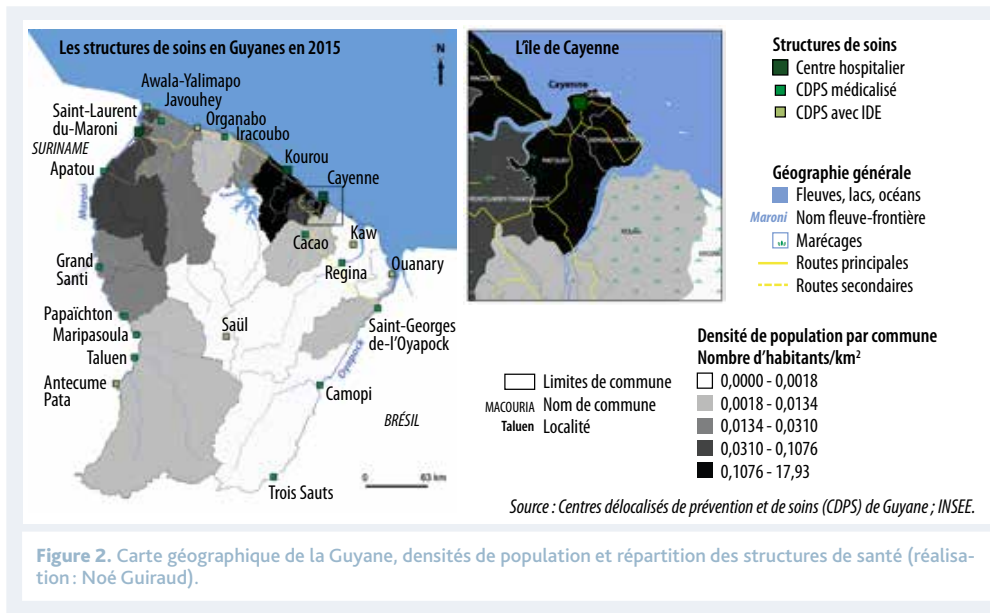 Les structures de soins en Guyanes en 2015
N
Awala-Yalimapo
Javouhey
Saint-Laurent
du-Maroni
Organabo
Iracoubo
SURINAME
Apatou
Kourou
Cayenne
Maroni
Cacao
Kaw
Grand
Santi
Regina
Ouanary
Papaïchton
Maripasoula
Saül
Saint-Georges
de-l'Oyapock
Taluen
Oyapock
Antecume
Pata
Camopi
BRÉSIL
0 63 km
Trois Sauts
L'île de Cayenne
MACOURIA
Cayenne
MATOURY
ROURA
Structures de soins
Centre hospitalier
CDPS médicalisé
CDPS avec IDE
Géographie générale
Fleuves, lacs, océans
Maroni Nom fleuve-frontière
Marécages
Routes principales
Routes secondaires
Limites de commune
MACOURIA Nom de commune
Taluen Localité
Densité de population par commune
Nombre d'habitants/km²
0,0000 - 0,0018
0,0018 - 0,0134
0,0134 - 0,0310
0,0310 - 0,1076
0,1076 - 17,93
Source : Centres délocalisés de prévention et de soins (CDPS) de Guyane ; INSEE.
Figure 2. Carte géographique de la Guyane, densités de population et répartition des structures de santé (réalisa-
tion : Noé Guiraud).